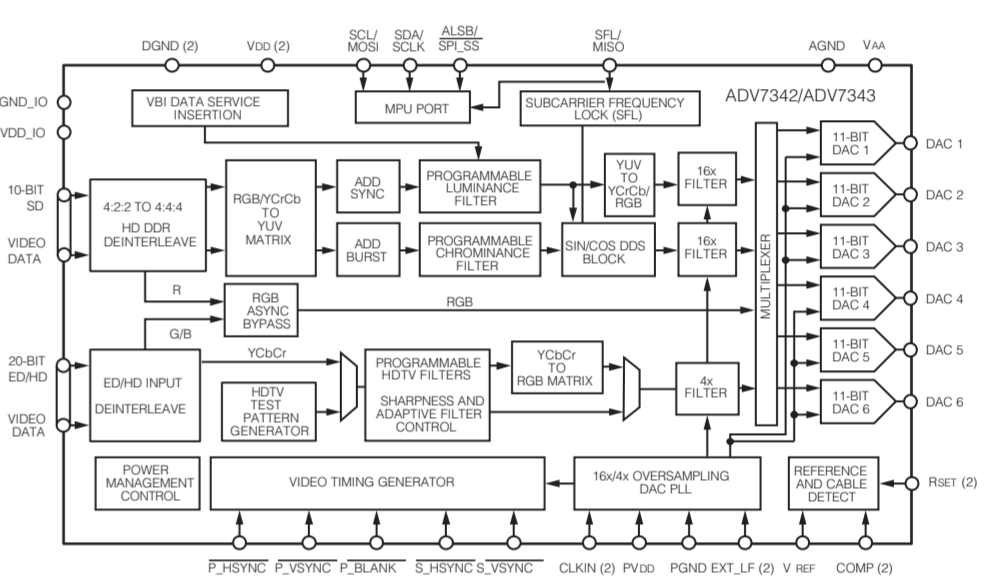 DGND (2)
VDD (2)
SCL/
MOSI
SDA/
SCLK
ALSB/
SPI_SS
SFL/
MISO
AGND
VAA
GND_IO
VDD_IO
VBI DATA SERVICE
INSERTION
MPU PORT
SUBCARRIER FREQUENCY
LOCK (SFL)
ADV7342/ADV7343
10-BIT
SD
VIDEO
DATA
4:2:2 TO 4:4:4
HD DDR
DEINTERLEAVE
RGB/YCrCb
TO
YUV
MATRIX
ADD
SYNC
ADD
BURST
PROGRAMMABLE
LUMINANCE
FILTER
PROGRAMMABLE
CHROMINANCE
FILTER
YUV
TO
YCrCb/
RGB
SIN/COS DDS
BLOCK
16x
FILTER
16x
FILTER
MULTIPLEXER
11-BIT
DAC 1
DAC 1
11-BIT
DAC 2
DAC 2
11-BIT
DAC 3
DAC 3
11-BIT
DAC 4
DAC 4
11-BIT
DAC 5
DAC 5
11-BIT
DAC 6
DAC 6
R
G/B
RGB
ASYNC
BYPASS
RGB
20-BIT
ED/HD
VIDEO
DATA
ED/HD INPUT
DEINTERLEAVE
YCbCr
HDTV
TEST
PATTERN
GENERATOR
PROGRAMMABLE
HDTV FILTERS
SHARPNESS AND
ADAPTIVE FILTER
CONTROL
YCbCr
TO
RGB MATRIX
4x
FILTER
POWER
MANAGEMENT
CONTROL
VIDEO TIMING GENERATOR
16x/4x OVERSAMPLING
DAC PLL
REFERENCE
AND CABLE
DETECT
RSET (2)
P_HSYNC
P_VSYNC
P_BLANK
S_HSYNC
S_VSYNC
CLKIN (2)
PVDD
PGND
EXT_LF (2)
V REF
COMP (2)